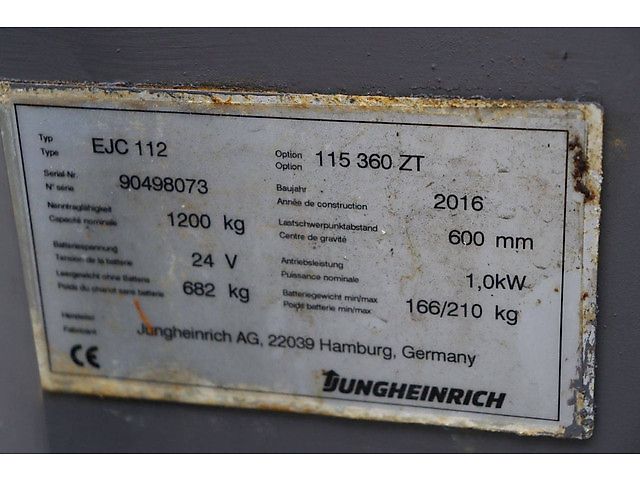 Typ
Type EJC 112 Option
Option 115 360 ZT
Serial-Nr.
N° série 90498073 Baujahr
Année de construction 2016
Nenntragfähigkeit
Capacité nominale 1200 kg Lastschwerpunktabstand
Centre de gravité 600 mm
Batteriespannung
Tension de la batterie 24 V Antriebsleistung
Puissance nominale 1,0kW
Leergewicht ohne Batterie
Poids du chariot sans batterie 682 kg Batteriegewicht min/max
Poids batterie min/max 166/210 kg
Hersteller
Fabricant Jungheinrich AG, 22039 Hamburg, Germany
CE
JUNGHEINRICH